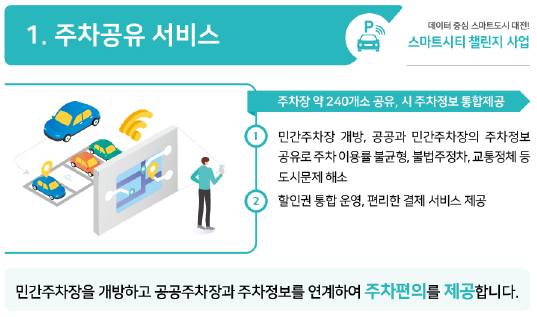 1. 주차공유 서비스
P
데이터 중심 스마트도시 대전!
스마트시티 챌린지 사업
주차장 약 240개소 공유, 시 주차정보 통합제공
1 민간주차장 개방, 공공과 민간주차장의 주차정보
공유로 주차 이용률 불균형, 불법주정차, 교통정체 등
도시문제 해소
2 할인권 통합 운영, 편리한 결제 서비스 제공
민간주차장을 개방하고 공공주차장과 주차정보를 연계하여 주차편의를 제공합니다.